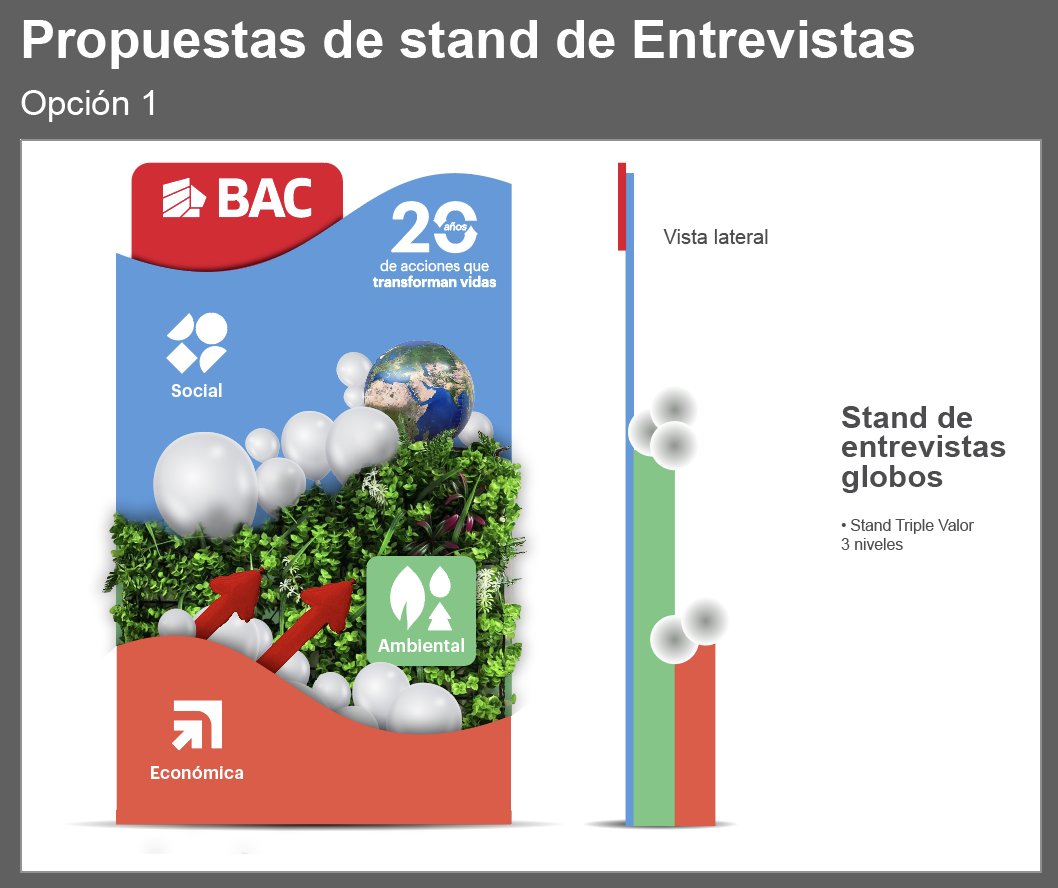 Propuestas de stand de Entrevistas
Opción 1
BAC
20
años
de acciones que
transforman vidas
Social
Ambiental
Económica
Vista lateral
Stand de
entrevistas
globos
• Stand Triple Valor
3 niveles